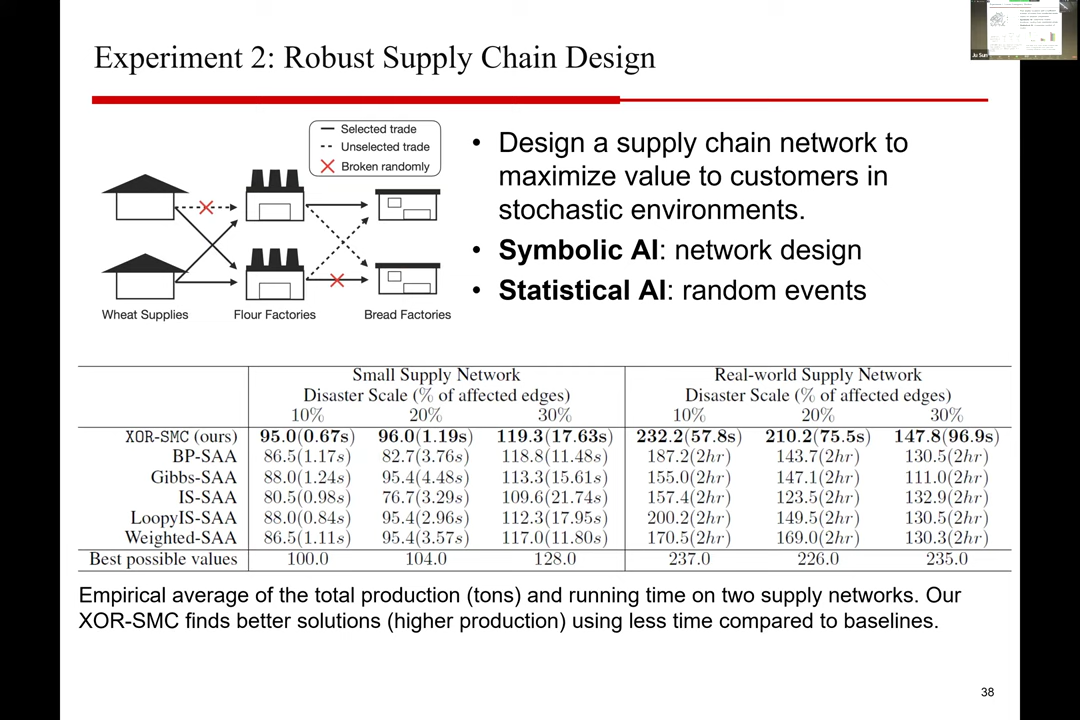 Experiment 2: Robust Supply Chain Design
Selected trade
Unselected trade
Broken randomly
Wheat Supplies
Flour Factories
Bread Factories
• Design a supply chain network to
maximize value to customers in
stochastic environments.
• Symbolic AI: network design
• Statistical AI: random events
Small Supply Network Real-world Supply Network
Disaster Scale (% of affected edges) Disaster Scale (% of affected edges)
10% 20% 30% 10% 20% 30%
XOR-SMC (ours) 95.0(0.67s) 96.0(1.19s) 119.3(17.63s) 232.2(57.8s) 210.2(75.5s) 147.8(96.9s)
BP-SAA 86.5(1.17s) 82.7(3.76s) 118.8(11.48s) 187.2(2hr) 143.7(2hr) 130.5(2hr)
Gibbs-SAA 88.0(1.24s) 95.4(4.48s) 113.3(15.61s) 155.0(2hr) 147.1(2hr) 111.0(2hr)
IS-SAA 80.5(0.98s) 76.7(3.29s) 109.6(21.74s) 157.4(2hr) 123.5(2hr) 132.9(2hr)
LoopyIS-SAA 88.0(0.84s) 95.4(2.96s) 112.3(17.95s) 200.2(2hr) 149.5(2hr) 130.5(2hr)
Weighted-SAA 86.5(1.11s) 95.4(3.57s) 117.0(11.80s) 170.5(2hr) 169.0(2hr) 130.3(2hr)
Best possible values 100.0 104.0 128.0 237.0 226.0 235.0
Empirical average of the total production (tons) and running time on two supply networks. Our
XOR-SMC finds better solutions (higher production) using less time compared to baselines.
38
Ju Sun